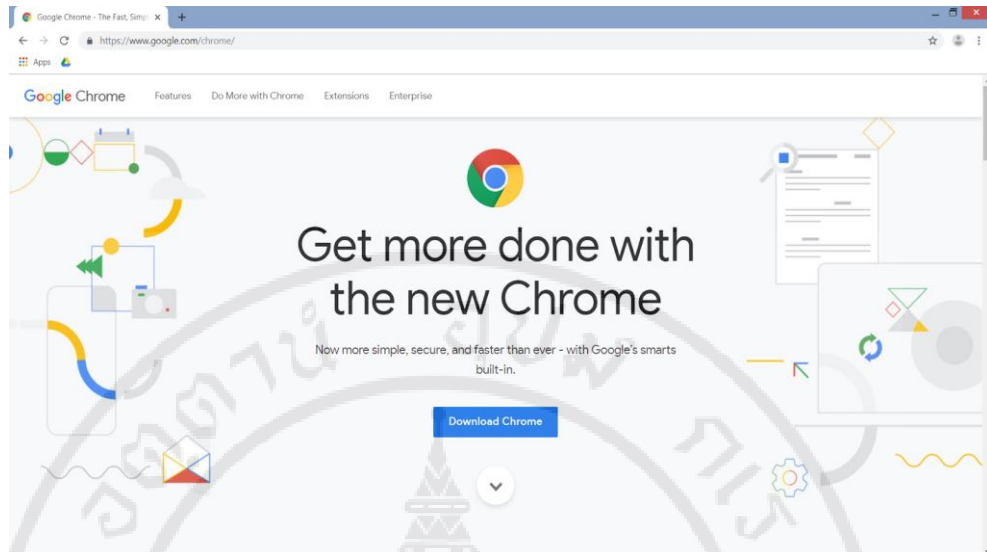 Google Chrome - The Fast, Simp
https://www.google.com/chrome/
Apps
Google Chrome Features Do More with Chrome Extensions Enterprise
Get more done with
the new Chrome
Now more simple, secure, and faster than ever - with Google's smarts
built-in.
Download Chrome